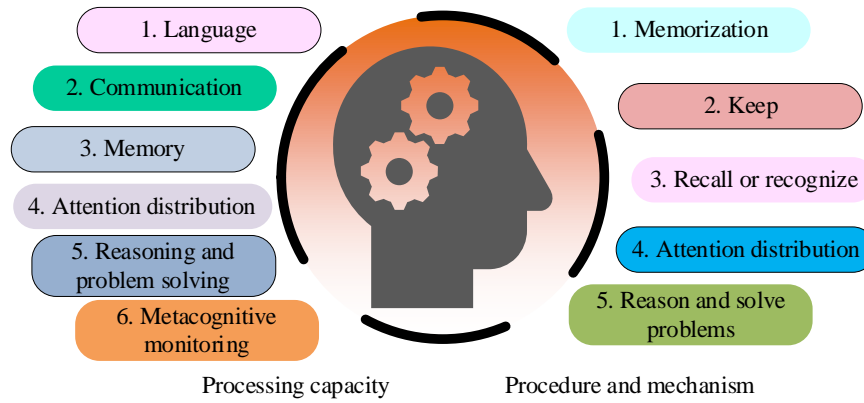 1. Language
2. Communication
3. Memory
4. Attention distribution
5. Reasoning and
problem solving
6. Metacognitive
monitoring
Processing capacity
1. Memorization
2. Keep
3. Recall or recognize
4. Attention distribution
5. Reason and solve
problems
Procedure and mechanism